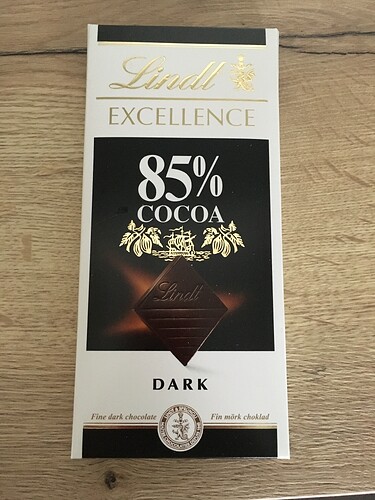 Lindt
EXCELLENCE
85%
COCOA
Lindt
DARK
Fine dark chocolate
Fin mörk choklad